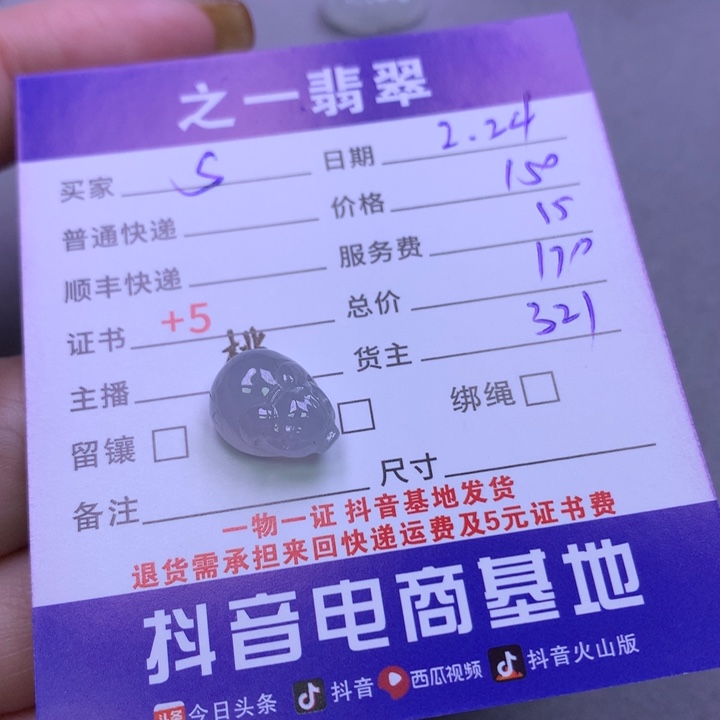 之一翡翠
买家 S 日期 2.24
普通快递 价格 150
顺丰快递 服务费 15
证书 +5 总价 170
主播 桃 货主 321
留镶 绑绳
备注 尺寸
一物一证 抖音基地发货
退货需承担来回快递运费及5元证书费
抖音电商基地
头条 今日头条 抖音 西瓜视频 抖音火山版